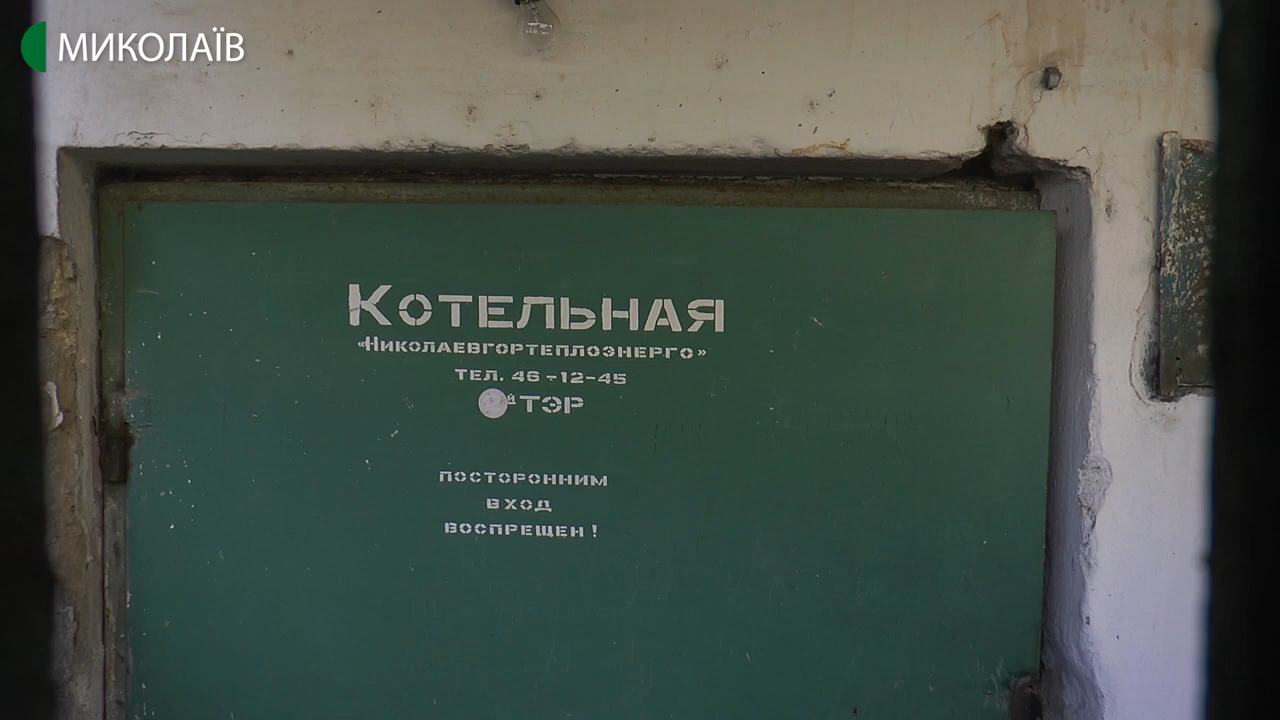 МИКОЛАЇВ
КОТЕЛЬНАЯ
«НИКОЛАЕВГОРТЕПЛОЭНЕРГО»
ТЕЛ. 46-12-45
й ТЭР
ПОСТОРОННИМ
ВХОД
ВОСПРЕЩЕН!